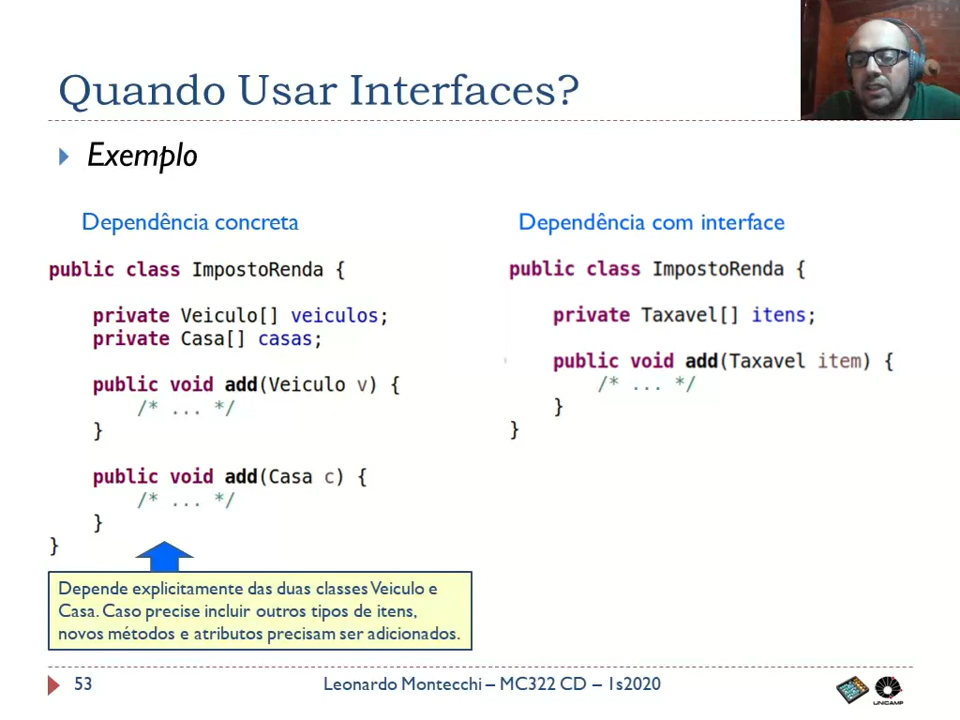 Quando Usar Interfaces?
Exemplo
Dependência concreta
public class ImpostoRenda {
private Veiculo[] veiculos;
private Casa[] casas;
public void add(Veiculo v) {
/* ... */
}
public void add(Casa c) {
/* ... */
}
}
Depende explicitamente das duas classes Veiculo e
Casa. Caso precise incluir outros tipos de itens,
novos métodos e atributos precisam ser adicionados.
Dependência com interface
public class ImpostoRenda {
private Taxavel[] itens;
public void add(Taxavel item) {
/* ... */
}
}
53
Leonardo Montecchi – MC322 CD – 1s2020
UNICAMP